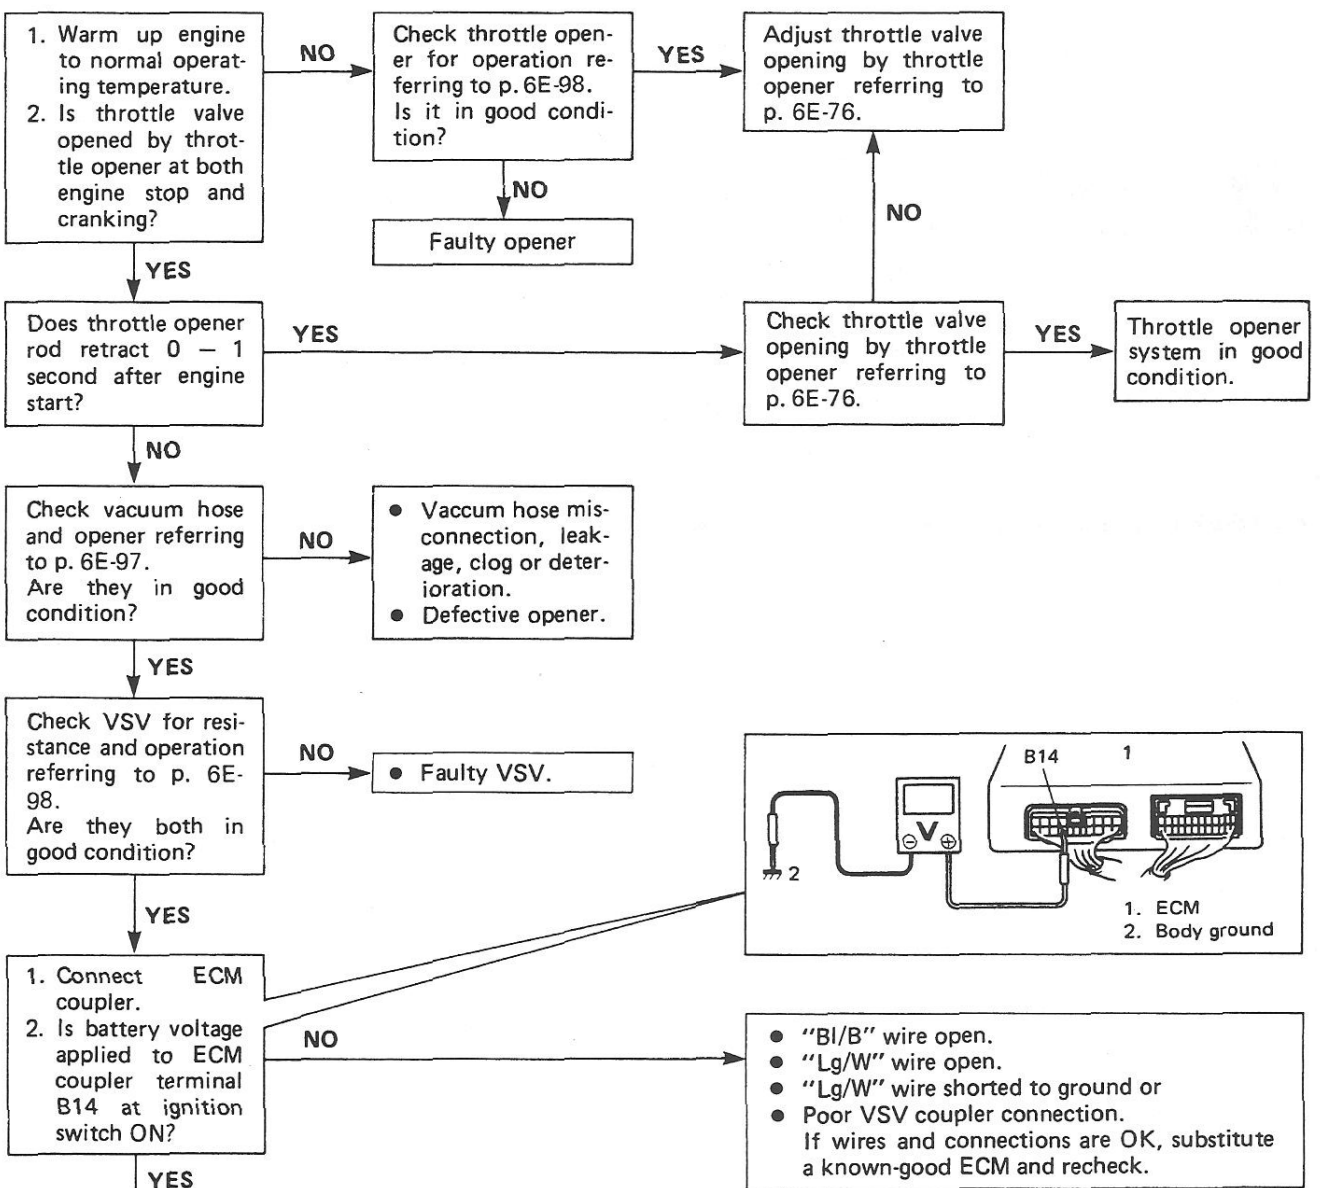 1. Warm up engine
to normal operat-
ing temperature.
2. Is throttle valve
opened by throt-
tle opener at both
engine stop and
cranking?
NO
Check throttle open-
er for operation re-
ferring to p. 6E-98.
Is it in good condi-
tion?
YES
Adjust throttle valve
opening by throttle
opener referring to
p. 6E-76.
NO
Faulty opener
NO
YES
Does throttle opener
rod retract 0 — 1
second after engine
start?
YES
Check throttle valve
opening by throttle
opener referring to
p. 6E-76.
YES
Throttle opener
system in good
condition.
NO
Check vacuum hose
and opener referring
to p. 6E-97.
Are they in good
condition?
NO
● Vaccum hose mis-
connection, leak-
age, clog or deter-
ioration.
● Defective opener.
YES
Check VSV for resi-
stance and operation
referring to p. 6E-
98.
Are they both in
good condition?
NO
● Faulty VSV.
B14
1
V
2
1. ECM
2. Body ground
YES
1. Connect ECM
coupler.
2. Is battery voltage
applied to ECM
coupler terminal
B14 at ignition
switch ON?
NO
● "Bl/B" wire open.
● "Lg/W" wire open.
● "Lg/W" wire shorted to ground or
● Poor VSV coupler connection.
If wires and connections are OK, substitute
a known-good ECM and recheck.
YES